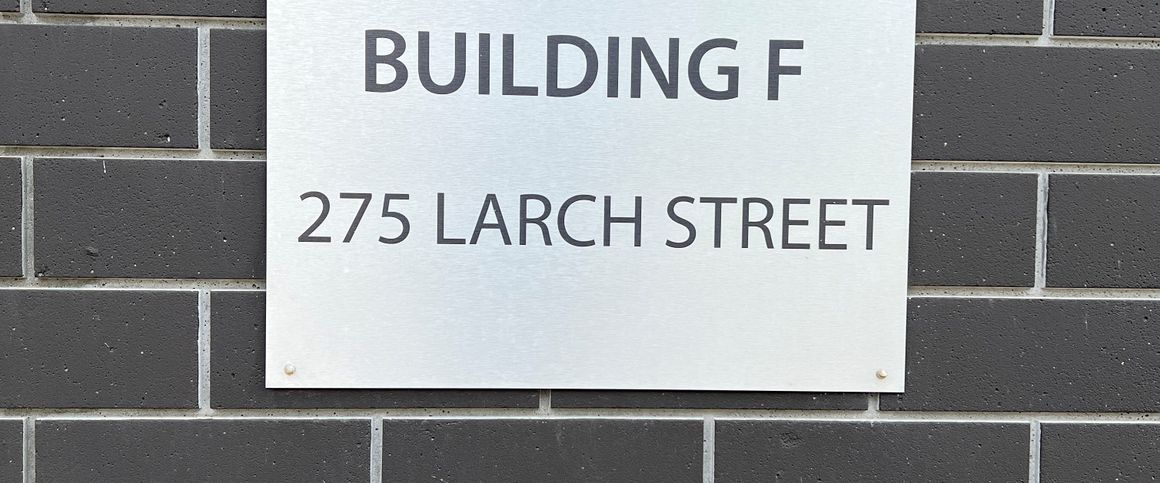 BUILDING F
275 LARCH STREET